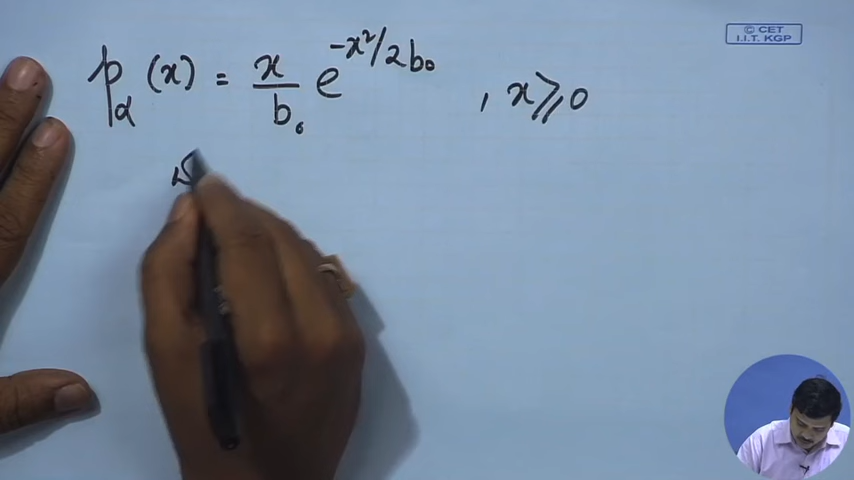 © CET
I.I.T. KGP
p_α (x) = x/b₀ e^(-x²/2b₀) , x ≥ 0